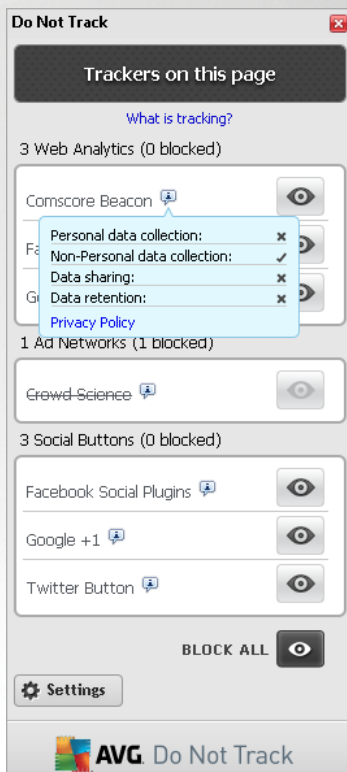 Do Not Track
Trackers on this page
What is tracking?
3 Web Analytics (0 blocked)
Comscore Beacon
Personal data collection:
Non-Personal data collection:
Data sharing:
Data retention:
Privacy Policy
1 Ad Networks (1 blocked)
Crowd Science
3 Social Buttons (0 blocked)
Facebook Social Plugins
Google +1
Twitter Button
BLOCK ALL
Settings
AVG. Do Not Track